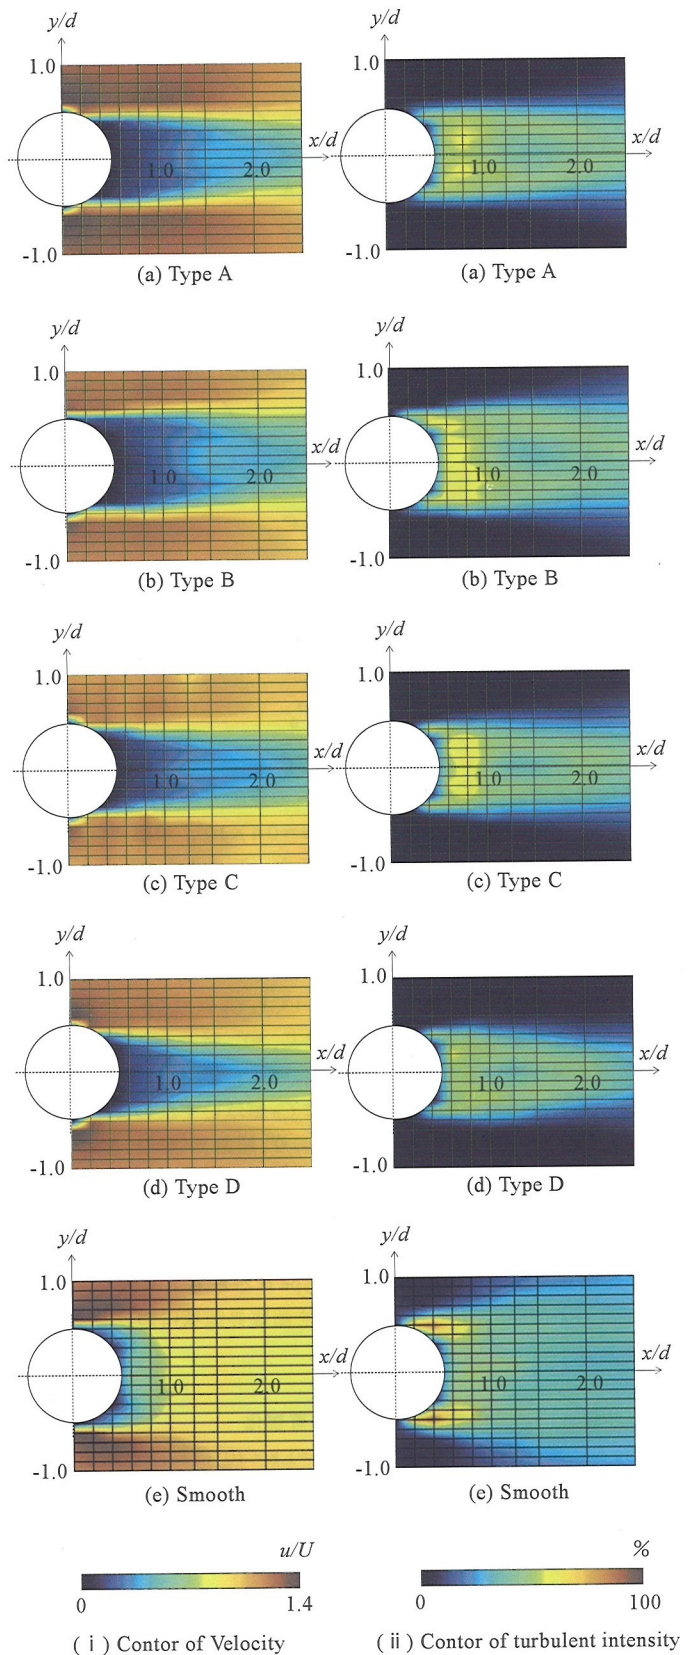 y/d
y/d
1.0
1.0
x/d
x/d
1.0
2.0
1.0
2.0
-1.0
-1.0
(a) Type A
(a) Type A
y/d
y/d
1.0
1.0
x/d
x/d
1.0
2.0
1.0
2.0
-1.0
-1.0
(b) Type B
(b) Type B
y/d
y/d
1.0
1.0
x/d
x/d
1.0
2.0
1.0
2.0
-1.0
-1.0
(c) Type C
(c) Type C
y/d
y/d
1.0
1.0
x/d
x/d
1.0
2.0
1.0
2.0
-1.0
-1.0
(d) Type D
(d) Type D
y/d
y/d
1.0
1.0
x/d
x/d
1.0
2.0
1.0
2.0
-1.0
-1.0
(e) Smooth
(e) Smooth
u/U
%
0
1.4
0
100
(ⅰ) Contor of Velocity
(ⅱ) Contor of turbulent intensity